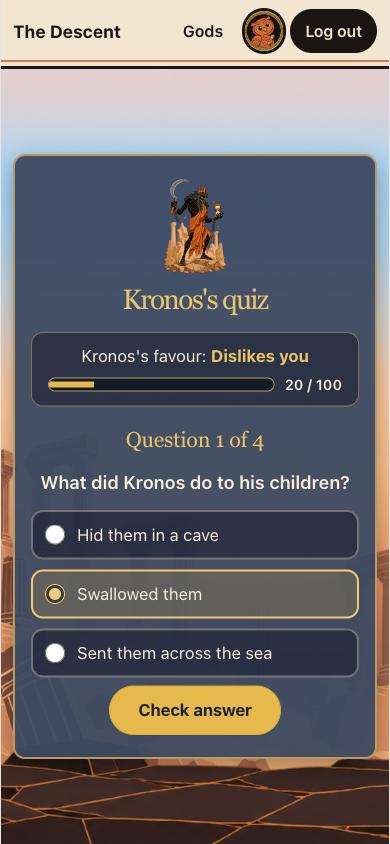 The Descent
Gods
Log out
Kronos's quiz
Kronos's favour: Dislikes you
20 / 100
Question 1 of 4
What did Kronos do to his children?
Hid them in a cave
Swallowed them
Sent them across the sea
Check answer